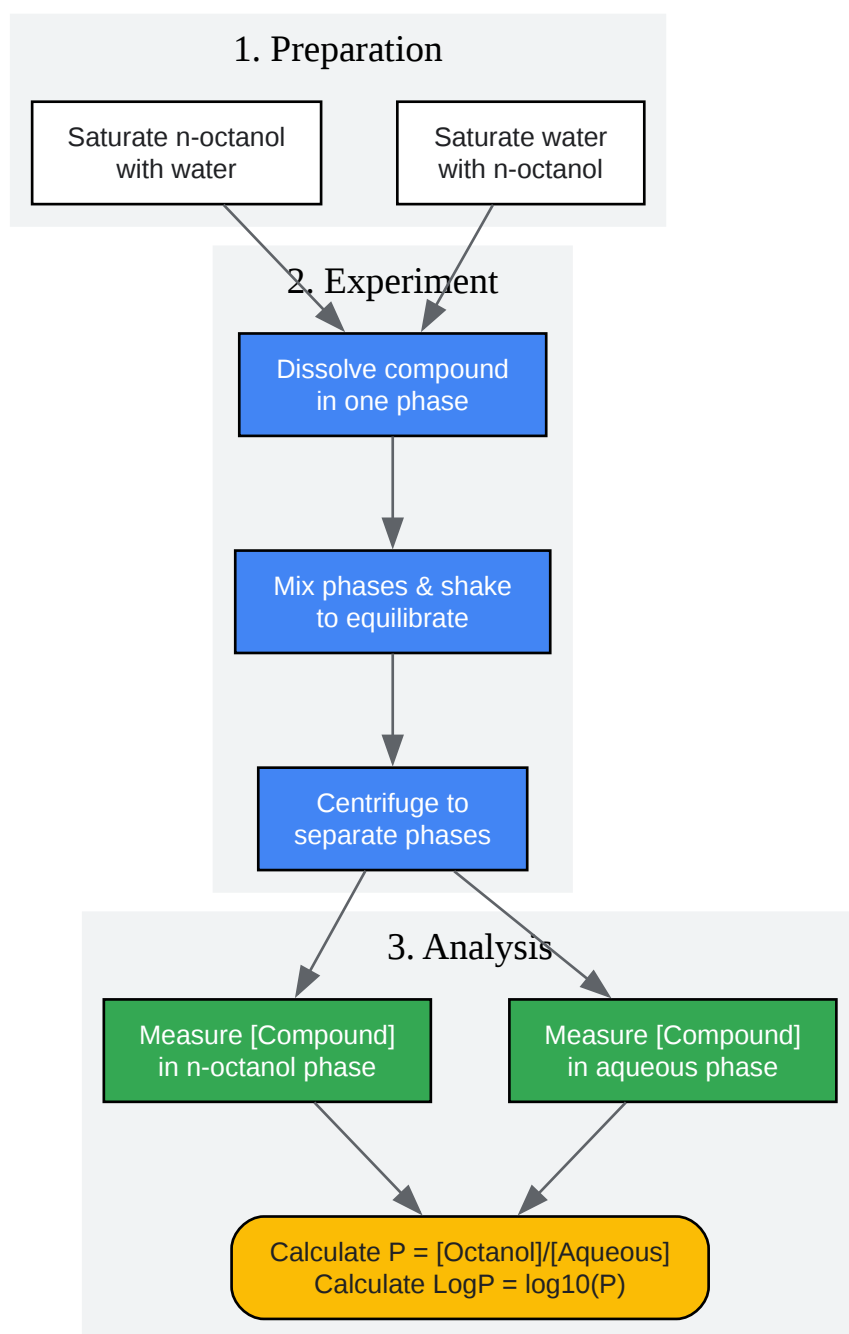 1. Preparation
Saturate n-octanol
with water
Saturate water
with n-octanol
2. Experiment
Dissolve compound
in one phase
Mix phases & shake
to equilibrate
Centrifuge to
separate phases
3. Analysis
Measure [Compound]
in n-octanol phase
Measure [Compound]
in aqueous phase
Calculate P = [Octanol]/[Aqueous]
Calculate LogP = log10(P)